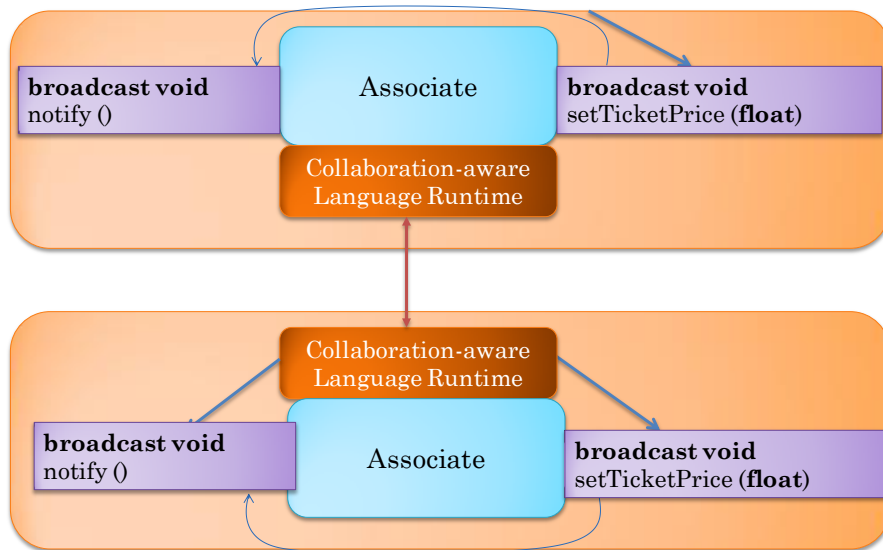 broadcast void
notify ()
Associate
broadcast void
setTicketPrice (float)
Collaboration-aware
Language Runtime
Collaboration-aware
Language Runtime
broadcast void
notify ()
Associate
broadcast void
setTicketPrice (float)